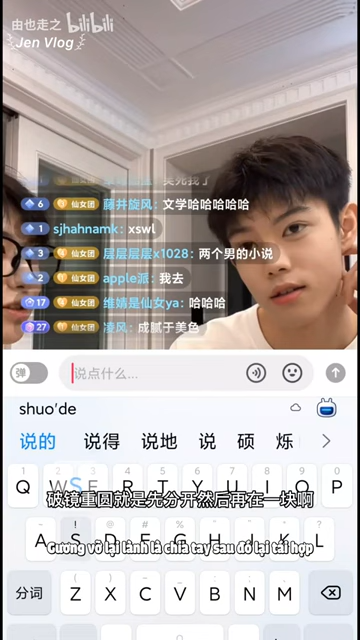 由也走之 bilibili
Jen Vlog
6 仙女团 藤井旋风：文学哈哈哈哈哈
1 sjhahnamk：xswl
3 仙女团 层层层层x1028：两个男的小说
2 仙女团 apple派：我去
17 仙女团 维婧是仙女ya：哈哈哈
27 仙女团 凌风：成腻于美色
弹 说点什么...
shuo'de
说的 说得 说地 说 硕 烁
Q W S E R T Y U I O P
破镜重圆就是先分开然后再在一块啊
A S D F G H J K L
Gương vỡ lại lành là chia tay sau đó lại tái hợp
分词 Z X C V B N M